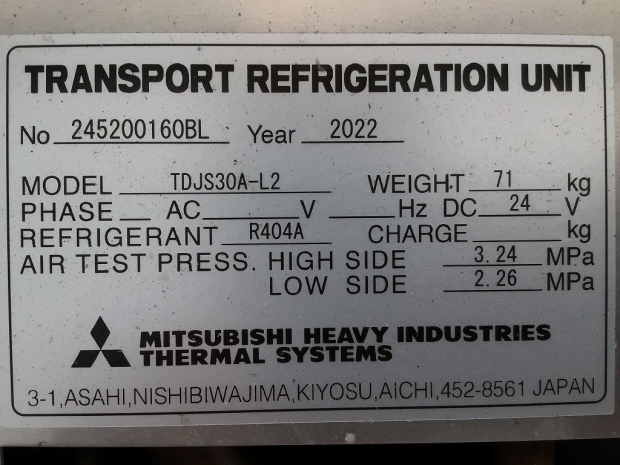 TRANSPORT REFRIGERATION UNIT
No 245200160BL Year 2022
MODEL TDJS30A-L2 WEIGHT 71 kg
PHASE AC V Hz DC 24 V
REFRIGERANT R404A CHARGE kg
AIR TEST PRESS. HIGH SIDE 3.24 MPa
LOW SIDE 2.26 MPa
MITSUBISHI HEAVY INDUSTRIES
THERMAL SYSTEMS
3-1,ASAHI,NISHIBIWAJIMA,KIYOSU,AICHI,452-8561 JAPAN